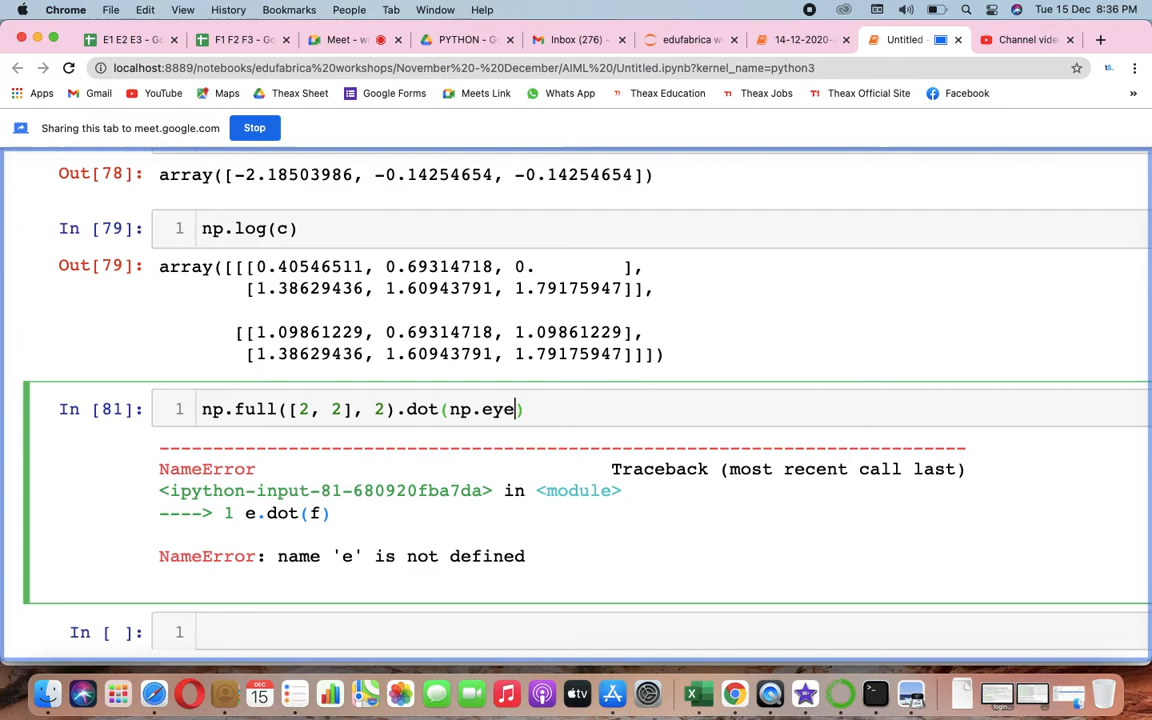 Chrome File Edit View History Bookmarks People Tab Window Help Tue 15 Dec 8:36 PM
E1 E2 E3 - Go F1 F2 F3 - Go Meet - w PYTHON - G Inbox (276) - edufabrica w 14-12-2020- Untitled Channel vide
localhost:8889/notebooks/edufabrica%20workshops/November%20-%20December/AIML%20/Untitled.ipynb?kernel_name=python3
Apps Gmail YouTube Maps Theax Sheet Google Forms Meets Link Whats App Theax Education Theax Jobs Theax Official Site Facebook »
Sharing this tab to meet.google.com Stop
Out[78]: array([-2.18503986, -0.14254654, -0.14254654])
In [79]: 1 np.log(c)
Out[79]: array([[[0.40546511, 0.69314718, 0. ],
[1.38629436, 1.60943791, 1.79175947]],
[[1.09861229, 0.69314718, 1.09861229],
[1.38629436, 1.60943791, 1.79175947]]])
In [81]: 1 np.full([2, 2], 2).dot(np.eye)
---------------------------------------------------------------------------
NameError Traceback (most recent call last)
<ipython-input-81-680920fba7da> in <module>
----> 1 e.dot(f)
NameError: name 'e' is not defined
In [ ]: 1
DEC
15
tv